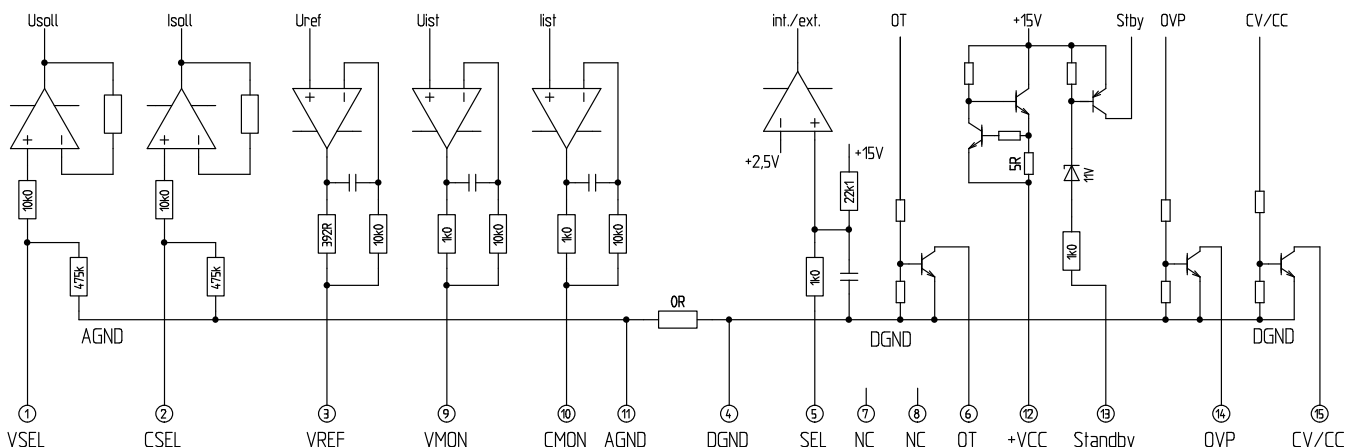 Usoll Isoll Uref Uist Iist int./ext. OT +15V Stby OVP CV/CC
+ − + − + − + − + − − +
+2,5V +15V
5R 11V
10k0 10k0 22k1
392R 10k0 1k0 10k0 1k0 10k0 1k0 1k0
475k 475k
0R
AGND DGND DGND
1 2 3 9 10 11 4 5 7 8 6 12 13 14 15
VSEL CSEL VREF VMON CMON AGND DGND SEL NC NC OT +VCC Standby OVP CV/CC